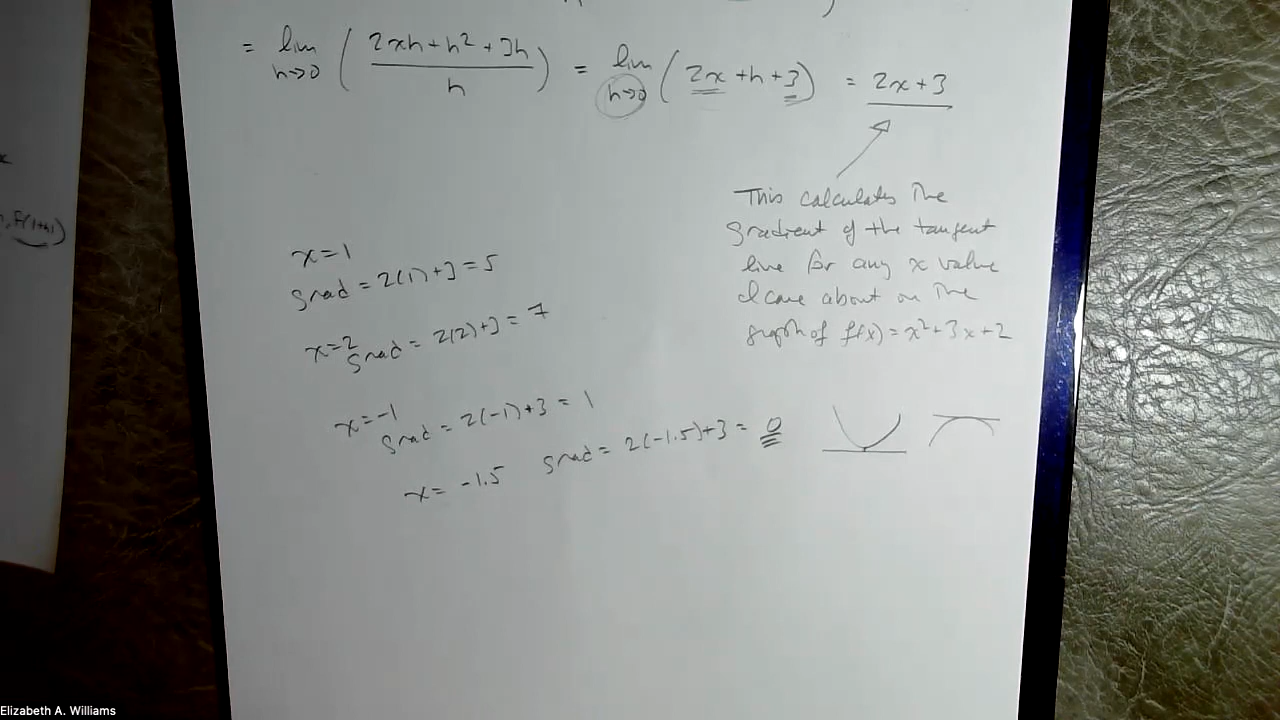 = lim h→0 ( 2xh + h² + 3h / h ) = lim h→0 ( 2x + h + 3 ) = 2x + 3
This calculates the
gradient of the tangent
line for any x value
I care about on the
graph of f(x) = x² + 3x + 2
, f(1+h))
x = 1
grad = 2(1) + 3 = 5
x = 2
grad = 2(2) + 3 = 7
x = -1
grad = 2(-1) + 3 = 1
x = -1.5 grad = 2(-1.5) + 3 = 0
Elizabeth A. Williams